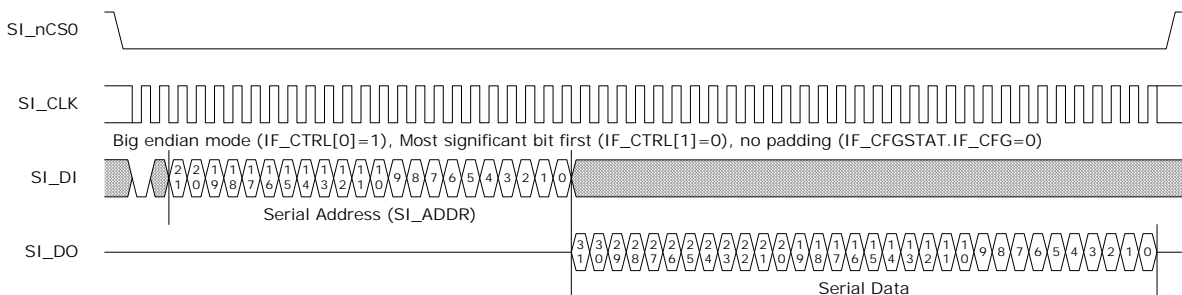 SI_nCS0
SI_CLK
Big endian mode (IF_CTRL[0]=1), Most significant bit first (IF_CTRL[1]=0), no padding (IF_CFGSTAT.IF_CFG=0)
SI_DI 21 20 19 18 17 16 15 14 13 12 11 10 9 8 7 6 5 4 3 2 1 0
Serial Address (SI_ADDR)
SI_DO 31 30 29 28 27 26 25 24 23 22 21 20 19 18 17 16 15 14 13 12 11 10 9 8 7 6 5 4 3 2 1 0
Serial Data